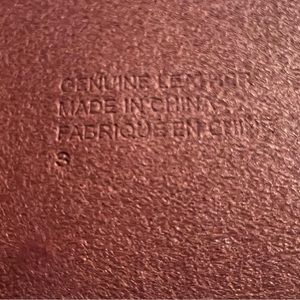 GENUINE LEATHER
MADE IN CHINA
FABRIQUE EN CHINE
S